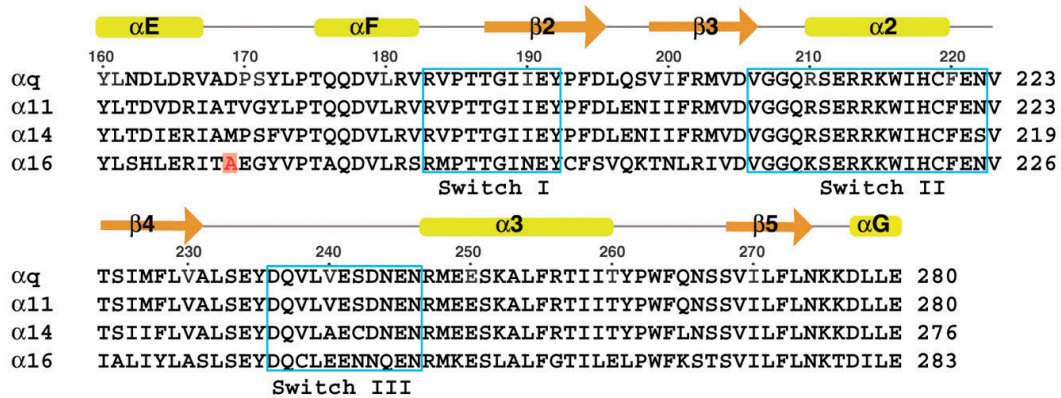 αE αF β2 β3 α2
160 170 180 190 200 210 220
αq YLNDLDRVADPSYLPTQQDVLRVRVPTTGIIEYPFDLQSVIFRMVDVGGQRSERRKWIHCFENV 223
α11 YLTDVDRIATVGYLPTQQDVLRVRVPTTGIIEYPFDLENIIFRMVDVGGQRSERRKWIHCFENV 223
α14 YLTDIERIAMPSFVPTQQDVLRVRVPTTGIIEYPFDLENIIFRMVDVGGQRSERRKWIHCFESV 219
α16 YLSHLERITAEGYVPTAQDVLRSRMPTTGINEYCFSVQKTNLRIVDVGGQKSERKKWIHCFENV 226
Switch I Switch II
β4 α3 β5 αG
230 240 250 260 270
αq TSIMFLVALSEYDQVLVESDNENRMEESKALFRTIITYPWFQNSSVILFLNKKDLLE 280
α11 TSIMFLVALSEYDQVLVESDNENRMEESKALFRTIITYPWFQNSSVILFLNKKDLLE 280
α14 TSIIFLVALSEYDQVLAECDNENRMEESKALFRTIITYPWFLNSSVILFLNKKDLLE 276
α16 IALIYLASLSEYDQCLEENNQENRMKESLALFGTILELPWFKSTSVILFLNKTDILE 283
Switch III